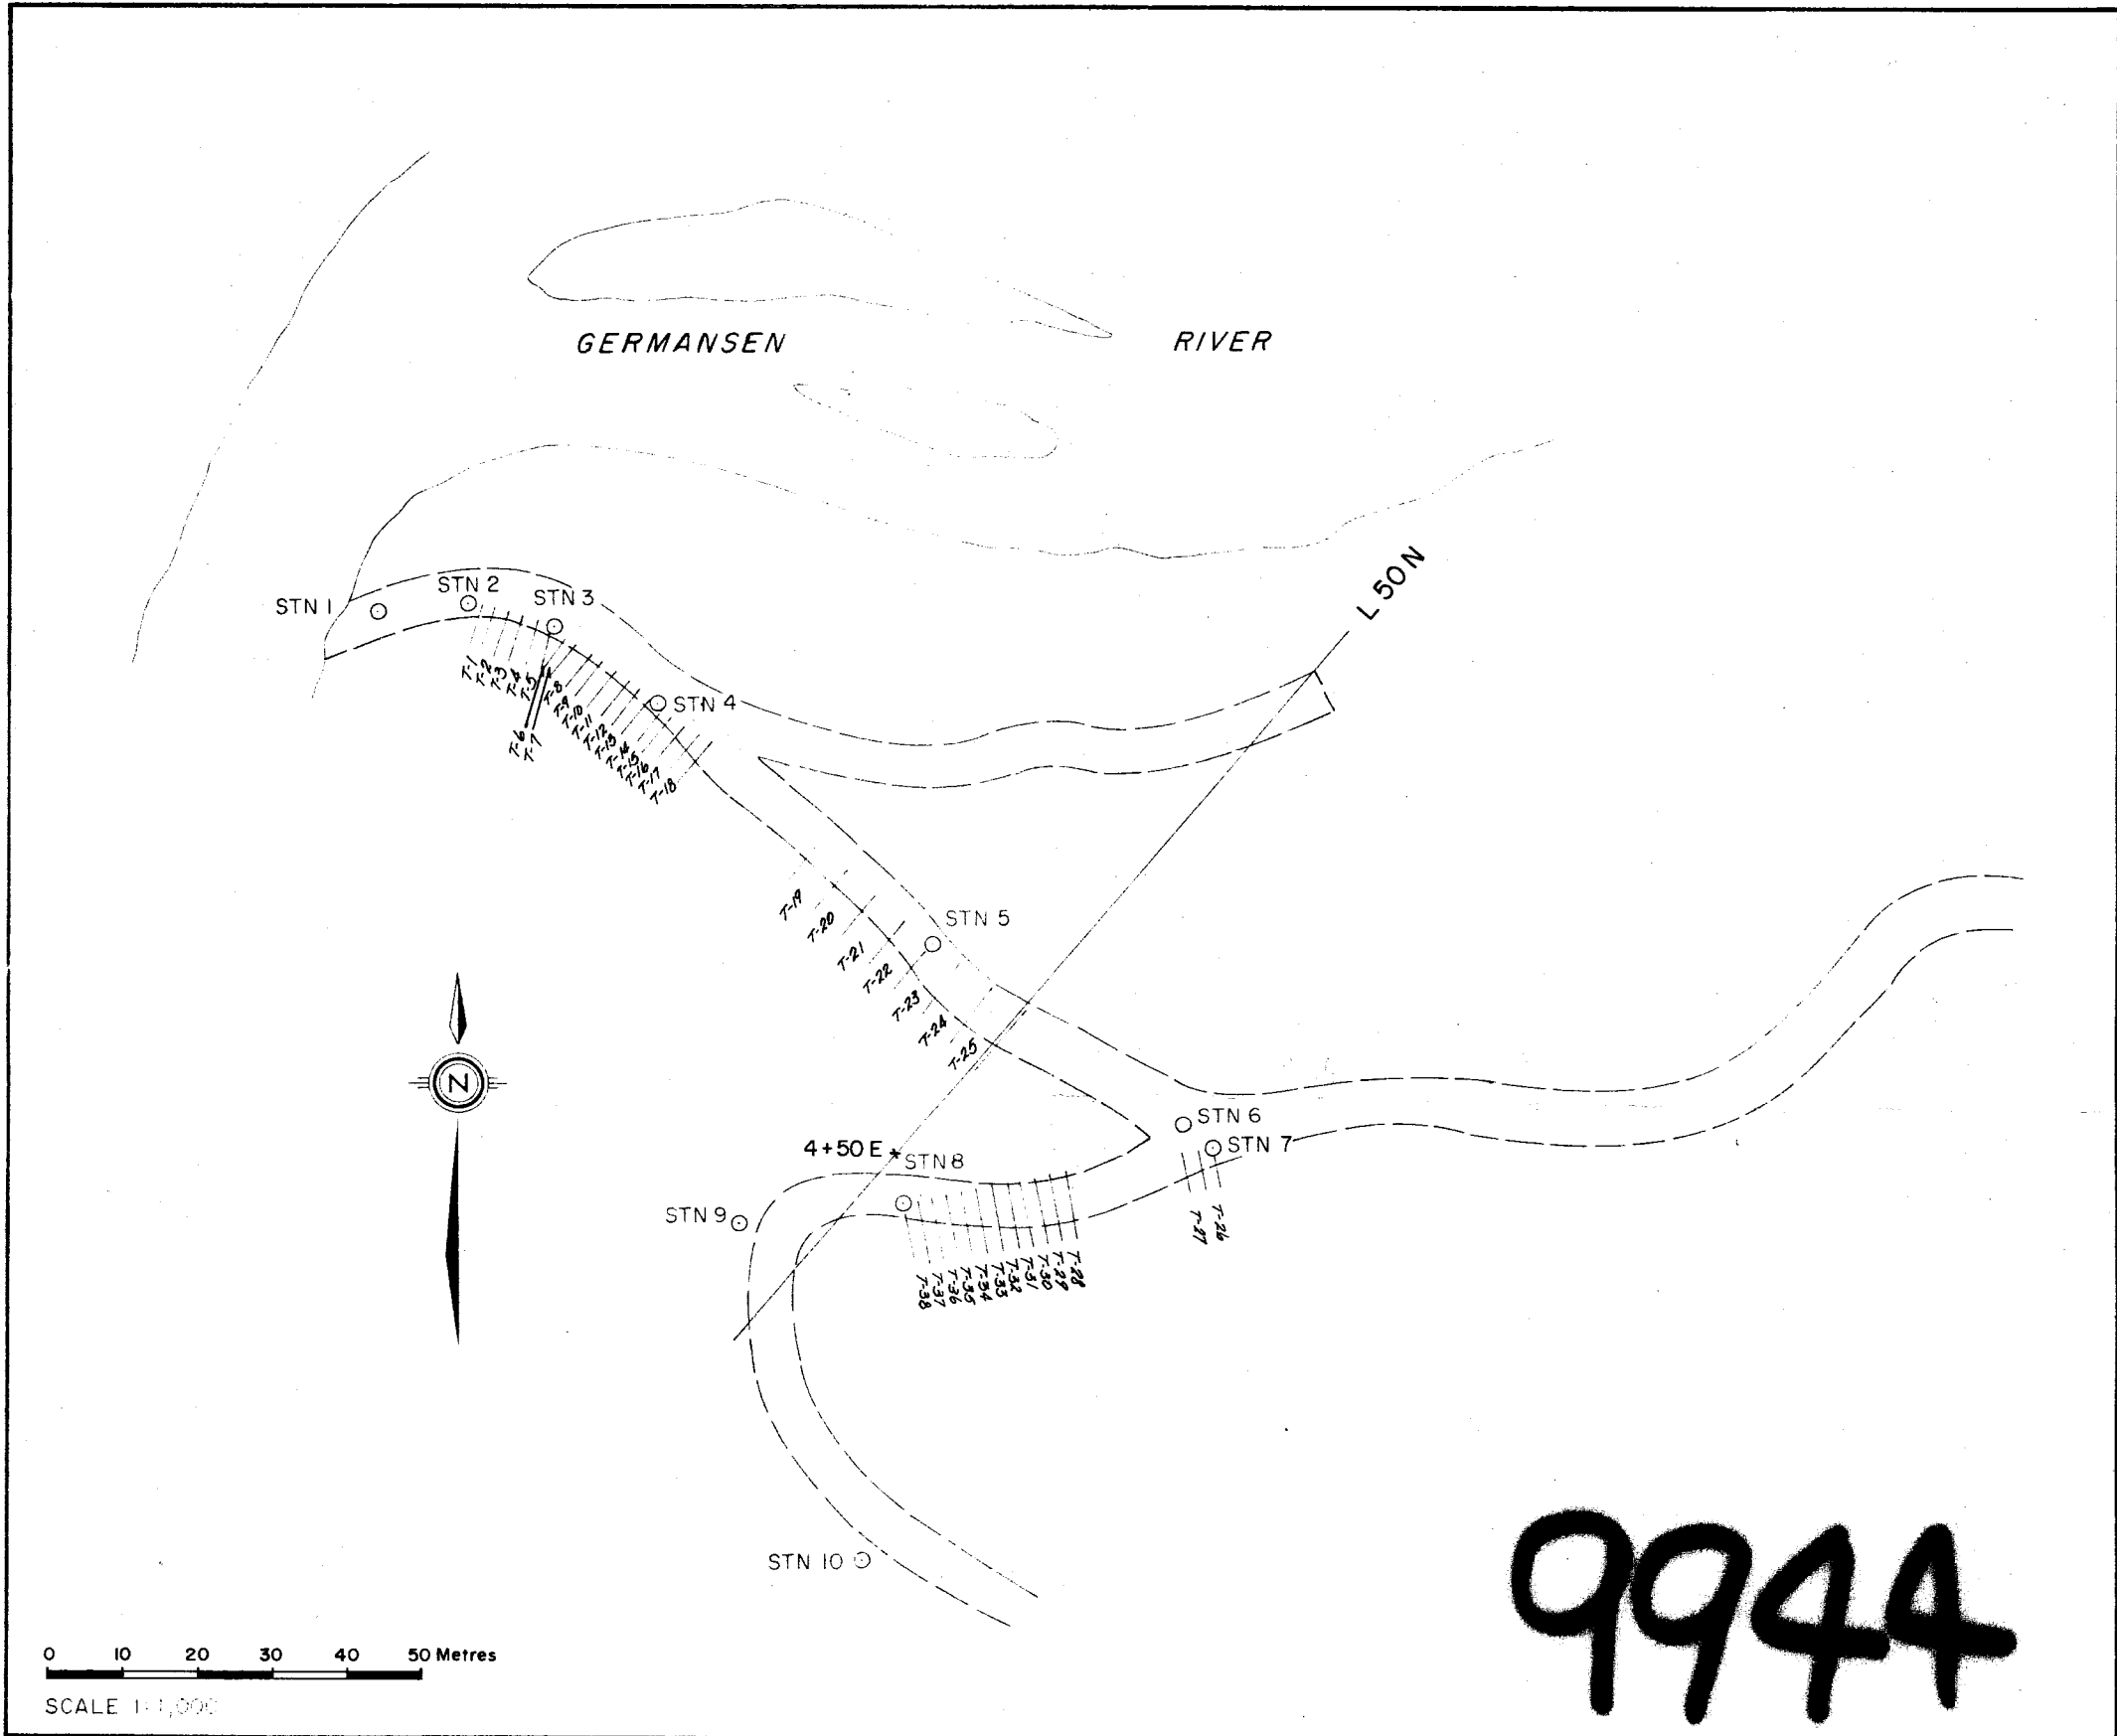 GERMANSEN RIVER
L 50 N
STN 1
STN 2
STN 3
STN 4
T-1
T-2
T-3
T-4
T-5
T-6
T-7
T-8
T-9
T-10
T-11
T-12
T-13
T-14
T-15
T-16
T-17
T-18
T-19
T-20
T-21
T-22
T-23
T-24
T-25
STN 5
N
STN 6
STN 7
4+50 E
STN 8
STN 9
T-27
T-26
T-38
T-37
T-36
T-35
T-34
T-33
T-32
T-31
T-30
T-29
T-28
STN 10
9944
0 10 20 30 40 50 Metres
SCALE 1:1,000